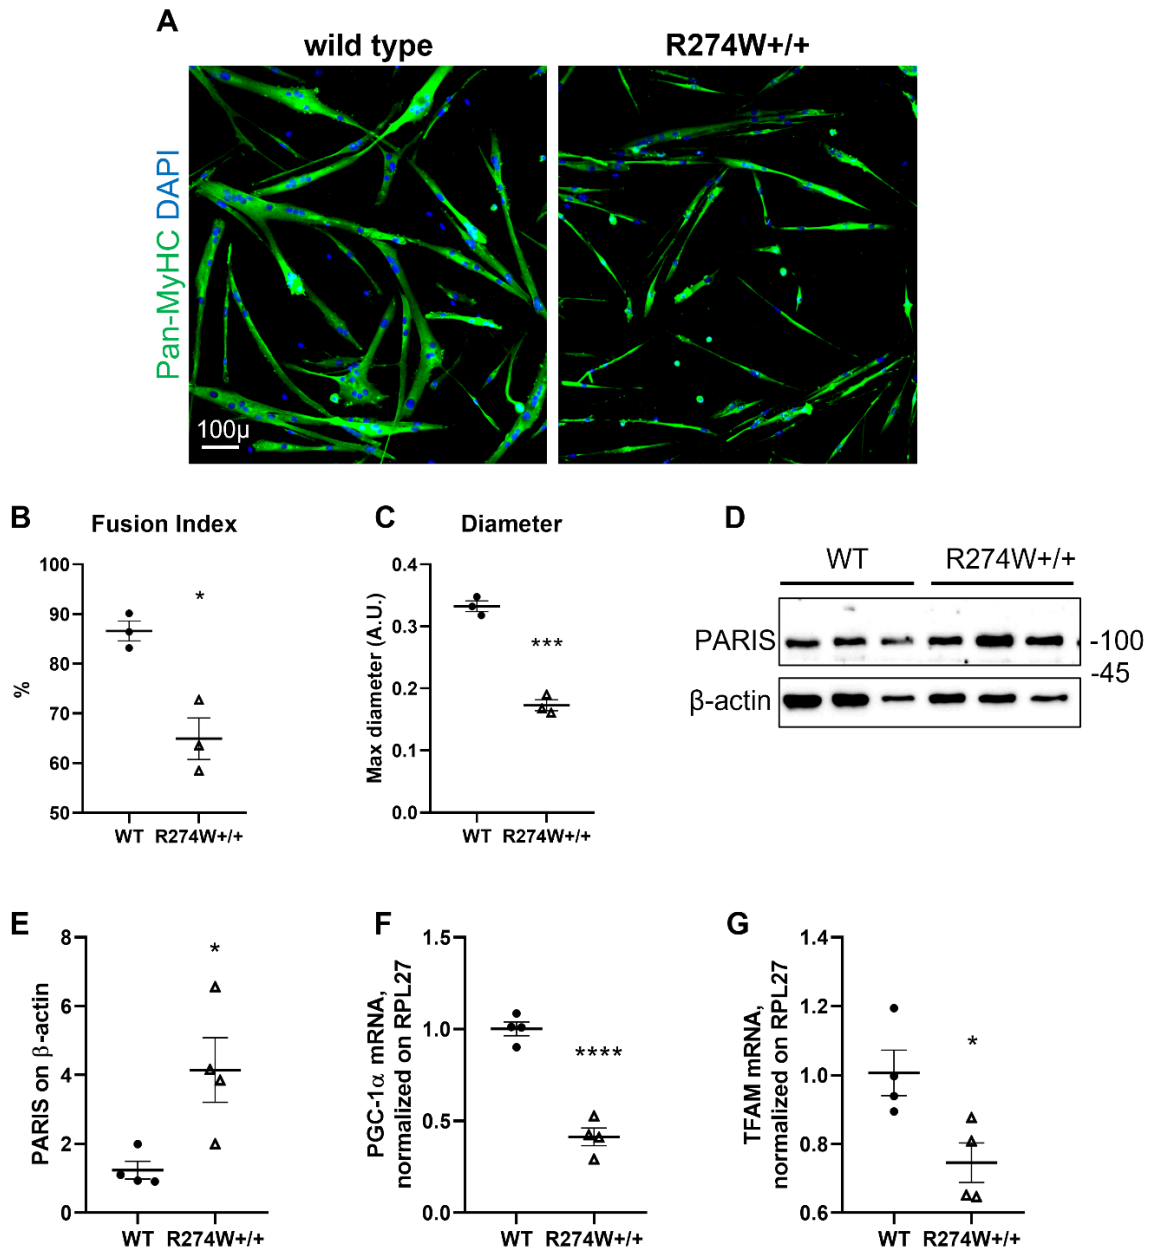 A
wild type
R274W+/+
Pan-MyHC DAPI
100µ
B
Fusion Index
100
90
80
70
60
50
%
*
WT
R274W+/+
C
Diameter
0.4
0.3
0.2
0.1
0.0
Max diameter (A.U.)
***
WT
R274W+/+
D
WT
R274W+/+
PARIS
-100
-45
β-actin
E
8
6
4
2
0
PARIS on β-actin
*
WT
R274W+/+
F
1.5
1.0
0.5
0.0
PGC-1α mRNA,
normalized on RPL27
****
WT
R274W+/+
G
1.4
1.2
1.0
0.8
0.6
TFAM mRNA,
normalized on RPL27
*
WT
R274W+/+